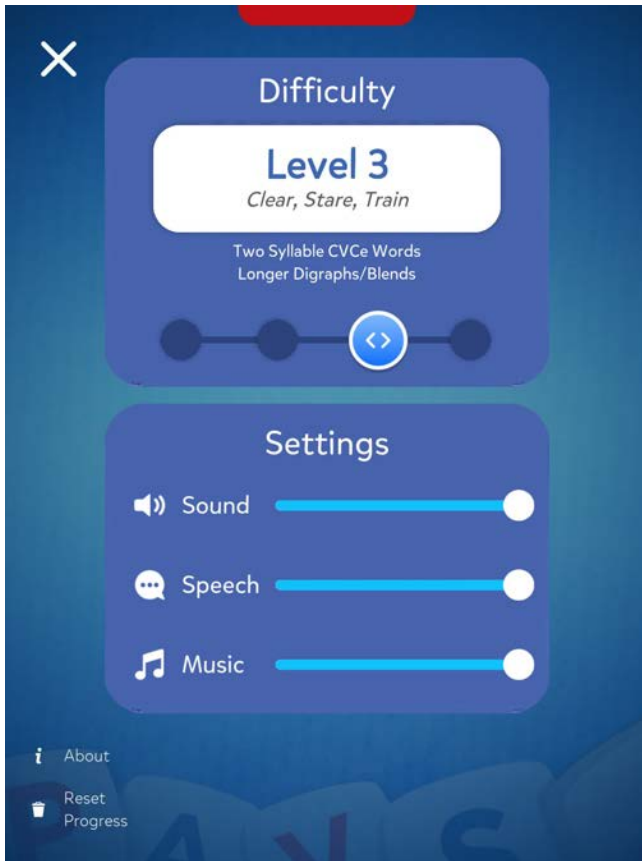 Difficulty
Level 3
Clear, Stare, Train
Two Syllable CVCe Words
Longer Digraphs/Blends
Settings
Sound
Speech
Music
About
Reset
Progress
P A Y S